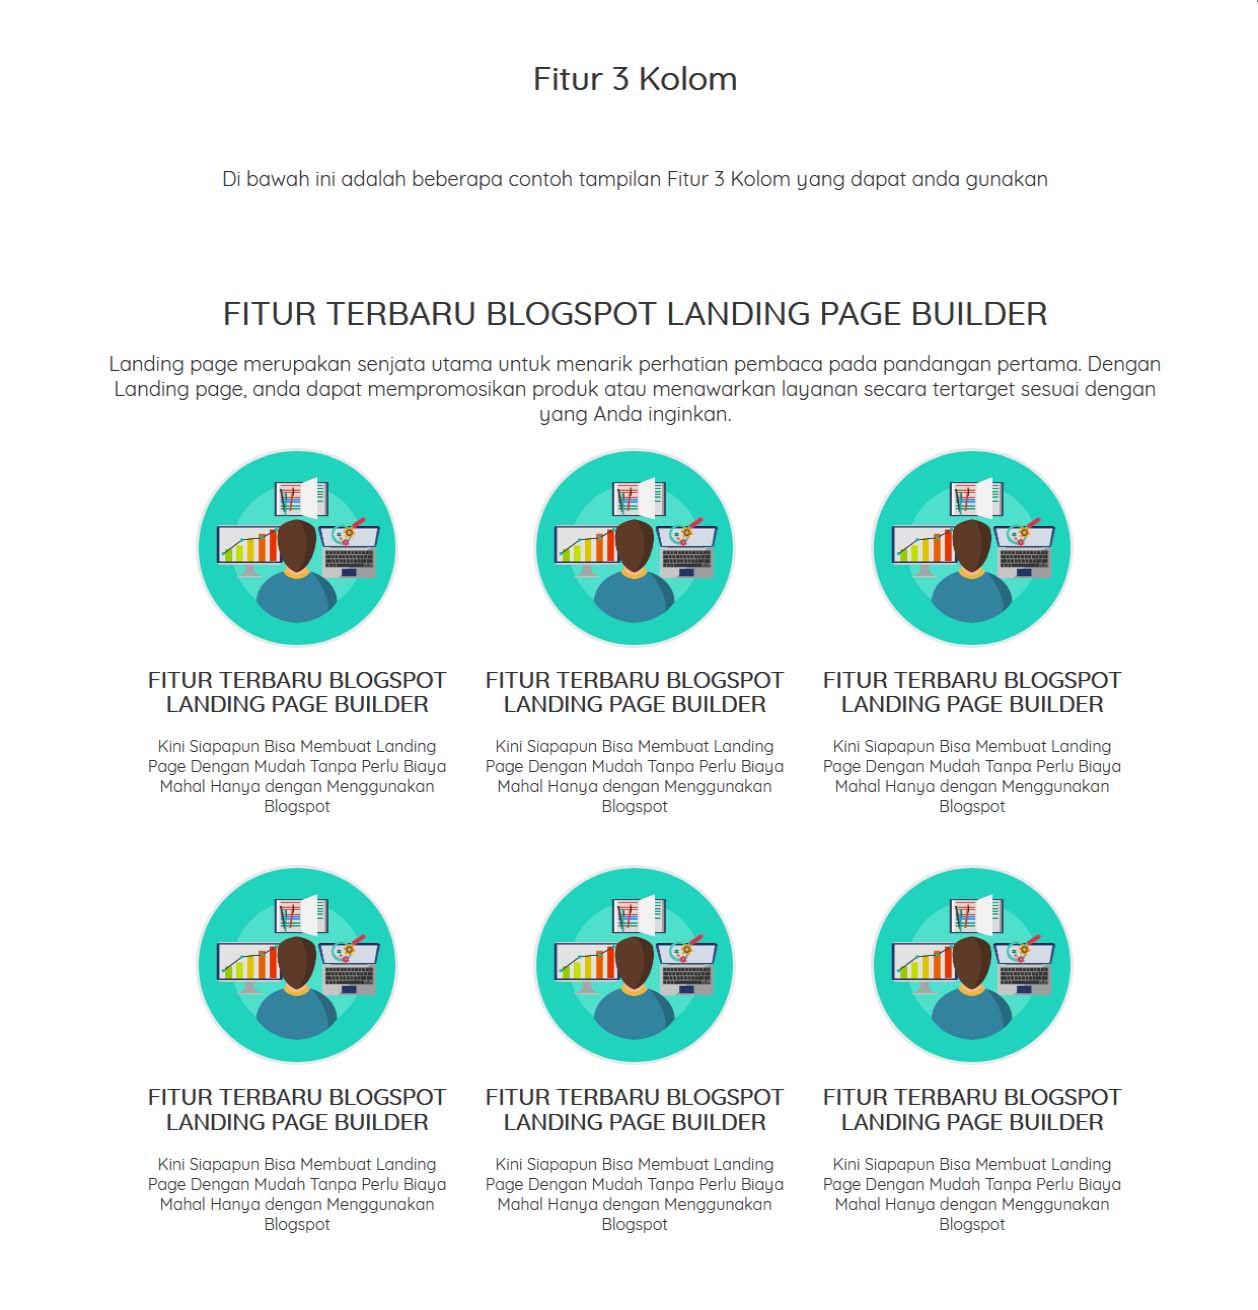 Fitur 3 Kolom
Di bawah ini adalah beberapa contoh tampilan Fitur 3 Kolom yang dapat anda gunakan
FITUR TERBARU BLOGSPOT LANDING PAGE BUILDER
Landing page merupakan senjata utama untuk menarik perhatian pembaca pada pandangan pertama. Dengan
Landing page, anda dapat mempromosikan produk atau menawarkan layanan secara tertarget sesuai dengan
yang Anda inginkan.
FITUR TERBARU BLOGSPOT
LANDING PAGE BUILDER
Kini Siapapun Bisa Membuat Landing
Page Dengan Mudah Tanpa Perlu Biaya
Mahal Hanya dengan Menggunakan
Blogspot
FITUR TERBARU BLOGSPOT
LANDING PAGE BUILDER
Kini Siapapun Bisa Membuat Landing
Page Dengan Mudah Tanpa Perlu Biaya
Mahal Hanya dengan Menggunakan
Blogspot
FITUR TERBARU BLOGSPOT
LANDING PAGE BUILDER
Kini Siapapun Bisa Membuat Landing
Page Dengan Mudah Tanpa Perlu Biaya
Mahal Hanya dengan Menggunakan
Blogspot
FITUR TERBARU BLOGSPOT
LANDING PAGE BUILDER
Kini Siapapun Bisa Membuat Landing
Page Dengan Mudah Tanpa Perlu Biaya
Mahal Hanya dengan Menggunakan
Blogspot
FITUR TERBARU BLOGSPOT
LANDING PAGE BUILDER
Kini Siapapun Bisa Membuat Landing
Page Dengan Mudah Tanpa Perlu Biaya
Mahal Hanya dengan Menggunakan
Blogspot
FITUR TERBARU BLOGSPOT
LANDING PAGE BUILDER
Kini Siapapun Bisa Membuat Landing
Page Dengan Mudah Tanpa Perlu Biaya
Mahal Hanya dengan Menggunakan
Blogspot